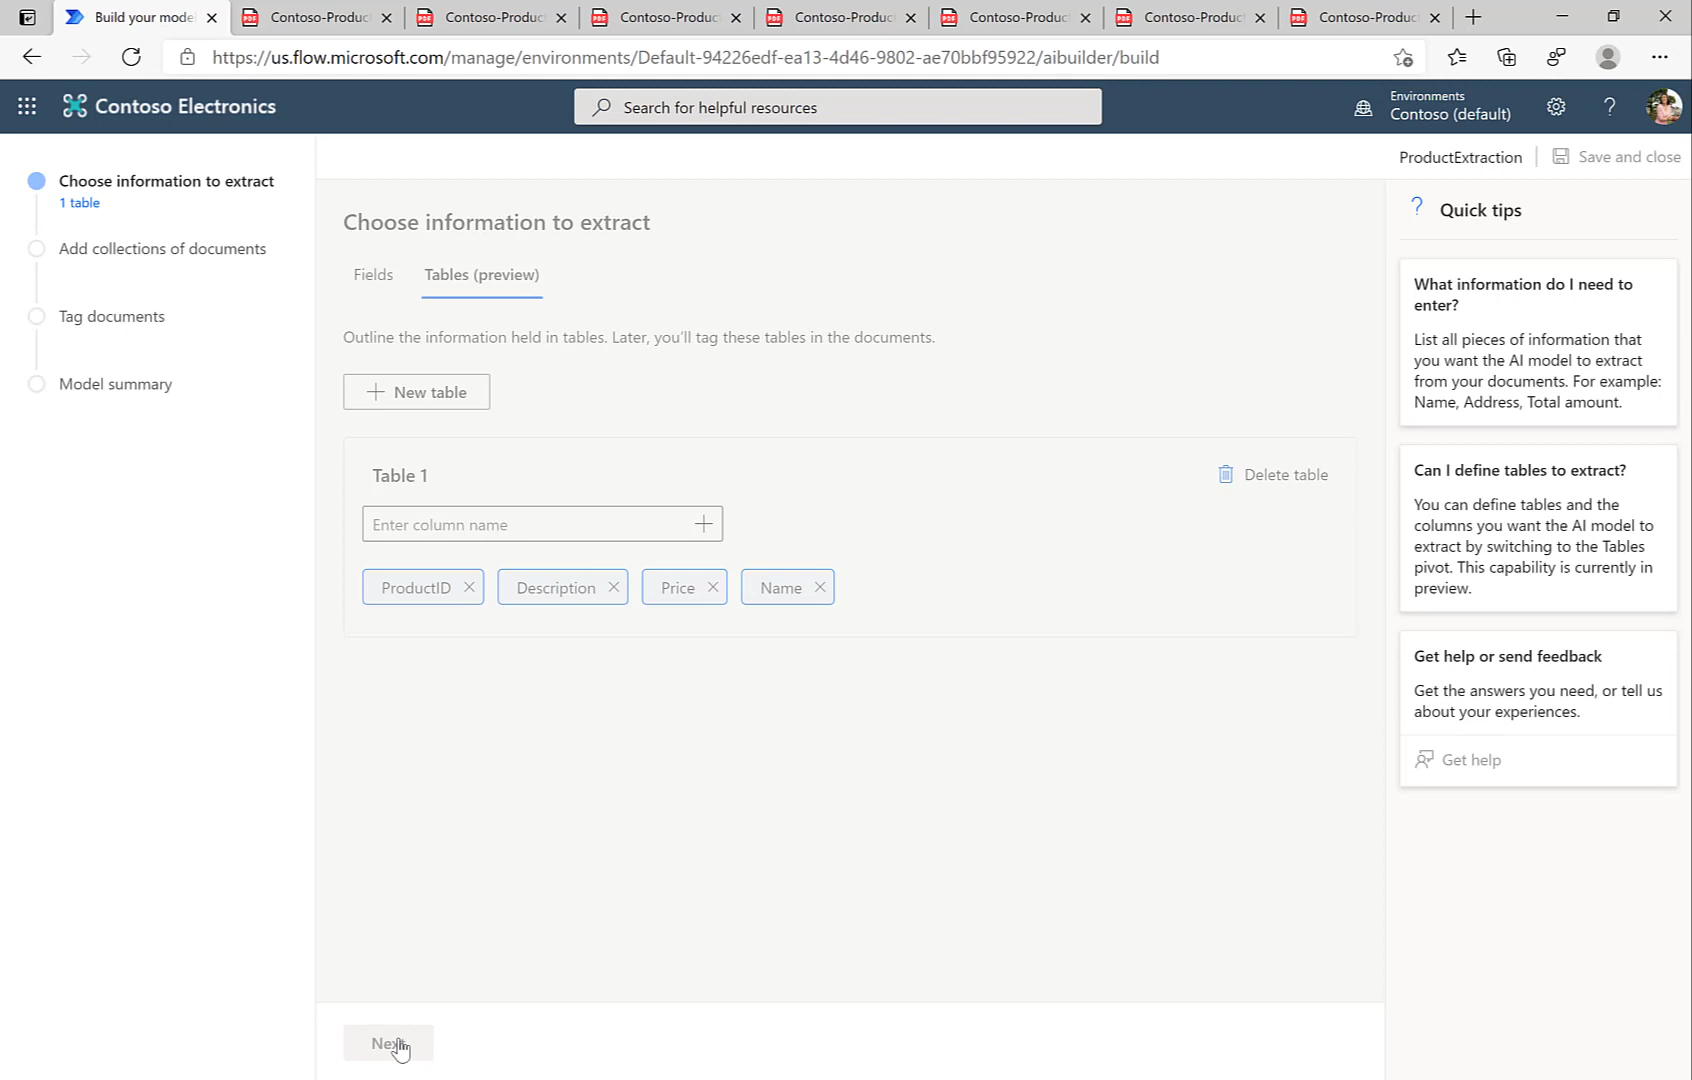 Build your mode
Contoso-Produc
Contoso-Produc
Contoso-Produc
Contoso-Produc
Contoso-Produc
Contoso-Produc
Contoso-Produc
https://us.flow.microsoft.com/manage/environments/Default-94226edf-ea13-4d46-9802-ae70bbf95922/aibuilder/build
Contoso Electronics
Search for helpful resources
Environments
Contoso (default)
ProductExtraction
Save and close
Choose information to extract
1 table
Add collections of documents
Tag documents
Model summary
Choose information to extract
Fields
Tables (preview)
Outline the information held in tables. Later, you'll tag these tables in the documents.
New table
Table 1
Delete table
Enter column name
ProductID
Description
Price
Name
Next
Quick tips
What information do I need to
enter?
List all pieces of information that
you want the AI model to extract
from your documents. For example:
Name, Address, Total amount.
Can I define tables to extract?
You can define tables and the
columns you want the AI model to
extract by switching to the Tables
pivot. This capability is currently in
preview.
Get help or send feedback
Get the answers you need, or tell us
about your experiences.
Get help